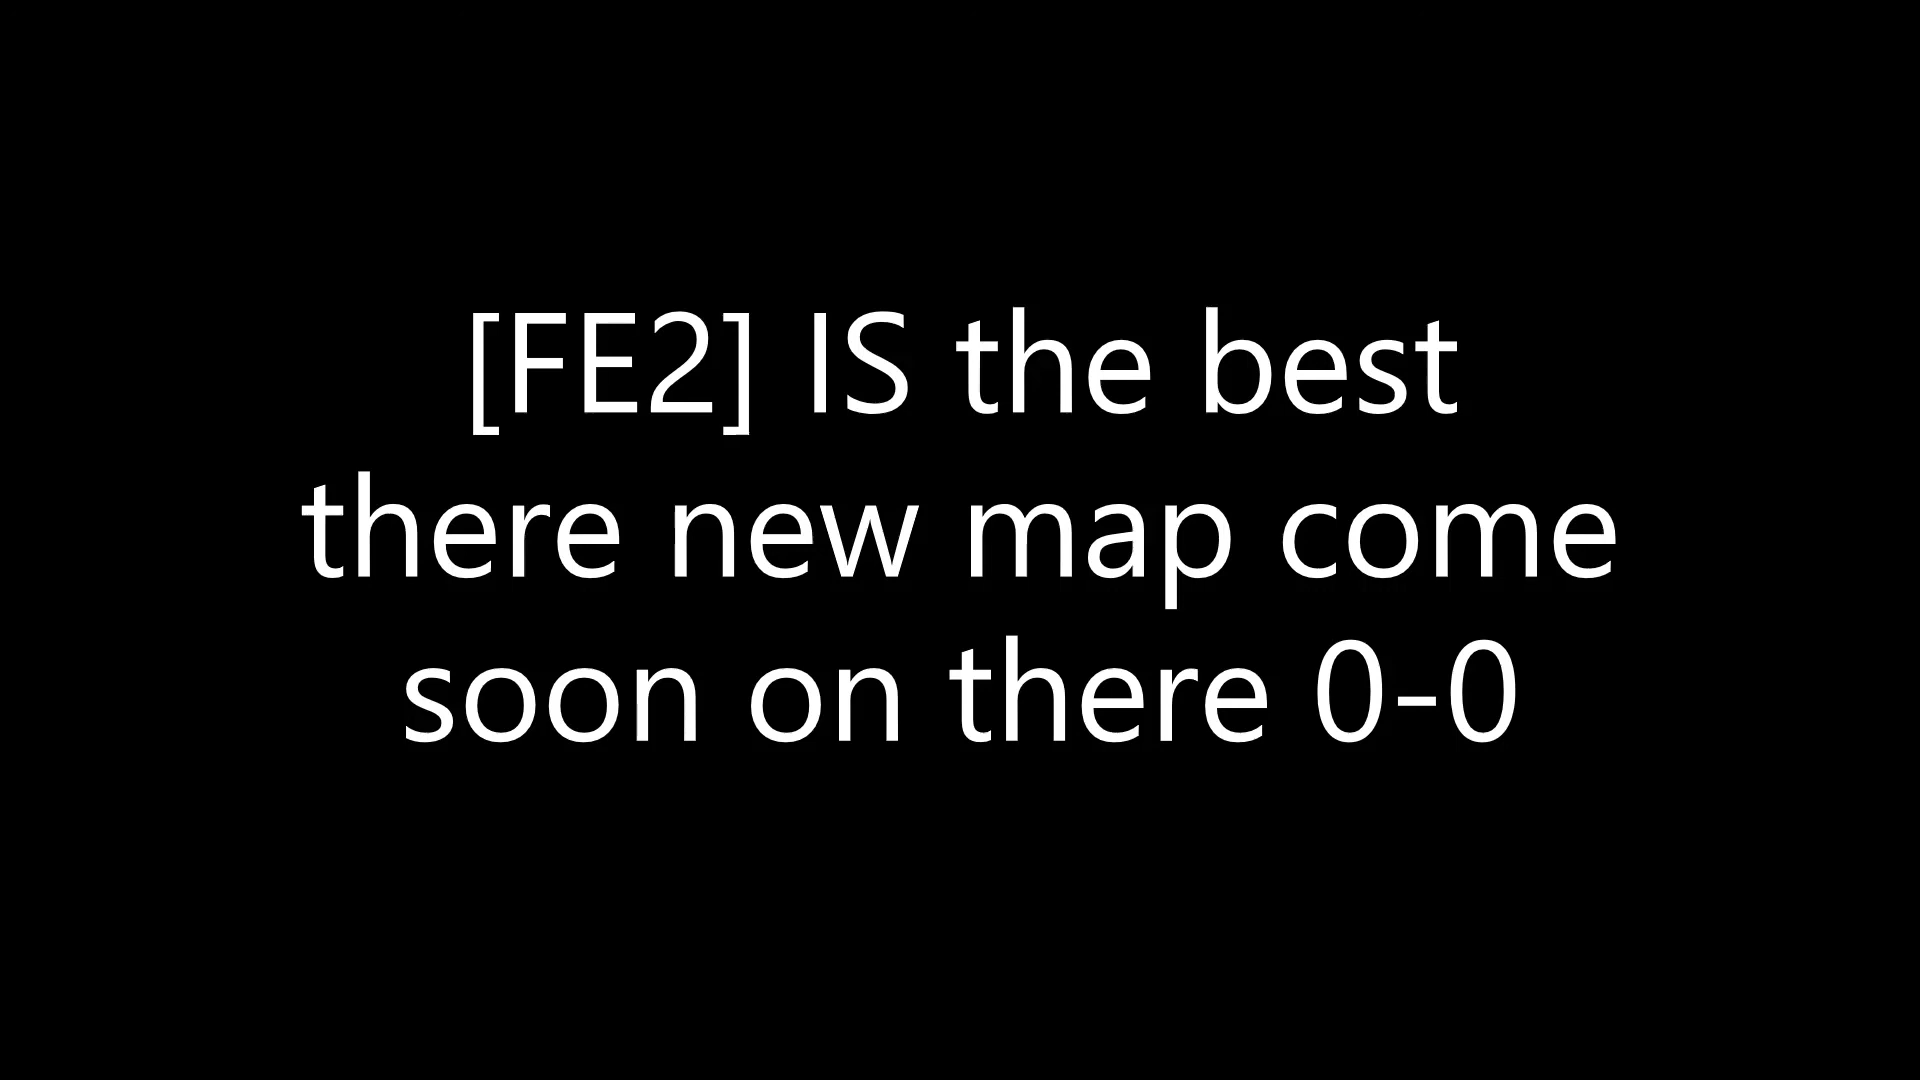 [FE2] IS the best
there new map come
soon on there 0-0